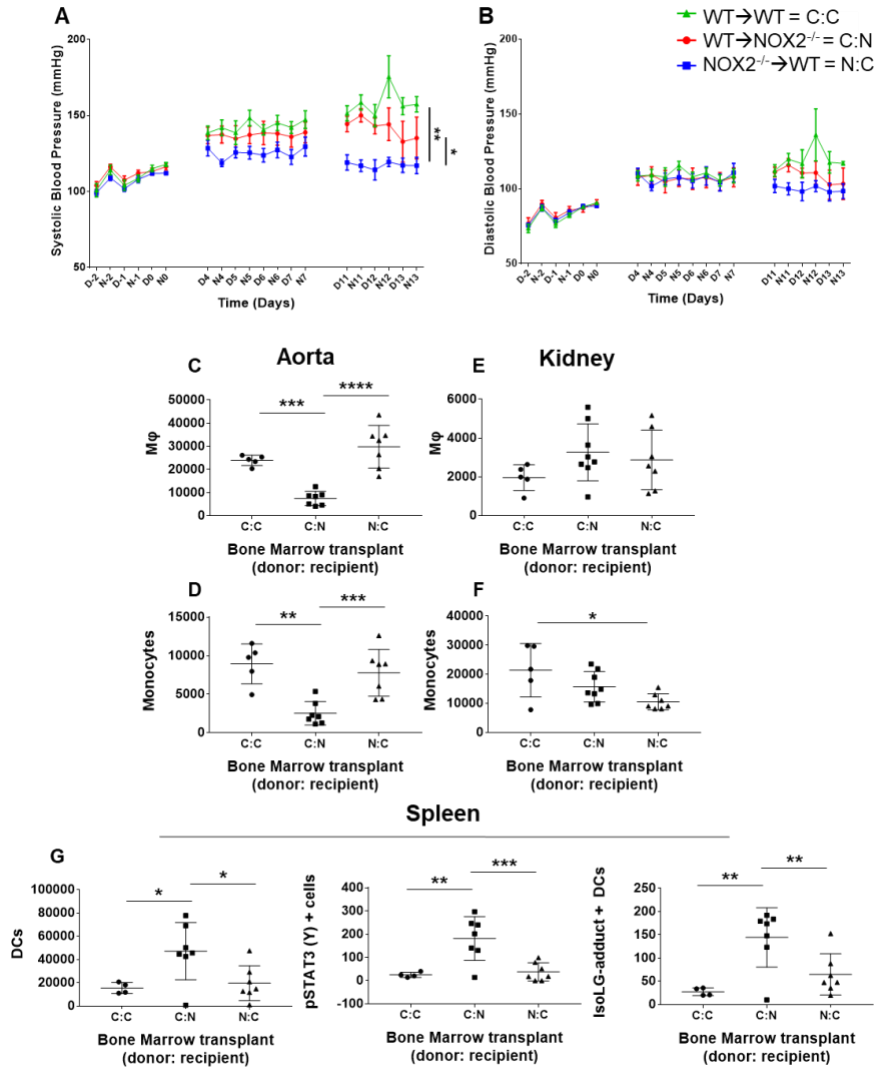 A
B
WT→WT = C:C
WT→NOX2⁻/⁻ = C:N
NOX2⁻/⁻→WT = N:C
Systolic Blood Pressure (mmHg)
200
150
100
50
**
*
D-2 N-2 D-1 N-1 D0 N0 D4 N4 D5 N5 D6 N6 D7 N7 D11 N11 D12 N12 D13 N13
Time (Days)
Diastolic Blood Pressure (mmHg)
200
150
100
50
D-2 N-2 D-1 N-1 D0 N0 D4 N4 D5 N5 D6 N6 D7 N7 D11 N11 D12 N12 D13 N13
Time (Days)
Aorta
Kidney
C
Mφ
50000
40000
30000
20000
10000
0
***
****
C:C C:N N:C
Bone Marrow transplant
(donor: recipient)
E
Mφ
6000
4000
2000
0
C:C C:N N:C
Bone Marrow transplant
(donor: recipient)
D
Monocytes
15000
10000
5000
0
**
***
C:C C:N N:C
Bone Marrow transplant
(donor: recipient)
F
Monocytes
40000
30000
20000
10000
0
*
C:C C:N N:C
Bone Marrow transplant
(donor: recipient)
Spleen
G
DCs
100000
80000
60000
40000
20000
0
*
*
C:C C:N N:C
Bone Marrow transplant
(donor: recipient)
pSTAT3 (Y) + cells
400
300
200
100
0
-100
**
***
C:C C:N N:C
Bone Marrow transplant
(donor: recipient)
IsoLG-adduct + DCs
250
200
150
100
50
0
**
**
C:C C:N N:C
Bone Marrow transplant
(donor: recipient)